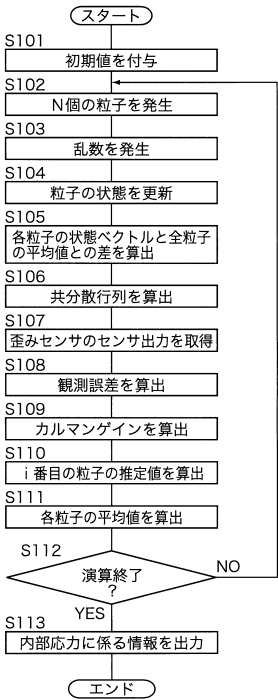 スタート
S101
初期値を付与
S102
N個の粒子を発生
S103
乱数を発生
S104
粒子の状態を更新
S105
各粒子の状態ベクトルと全粒子
の平均値との差を算出
S106
共分散行列を算出
S107
歪みセンサのセンサ出力を取得
S108
観測誤差を算出
S109
カルマンゲインを算出
S110
i番目の粒子の推定値を算出
S111
各粒子の平均値を算出
S112
演算終了
?
NO
YES
S113
内部応力に係る情報を出力
エンド